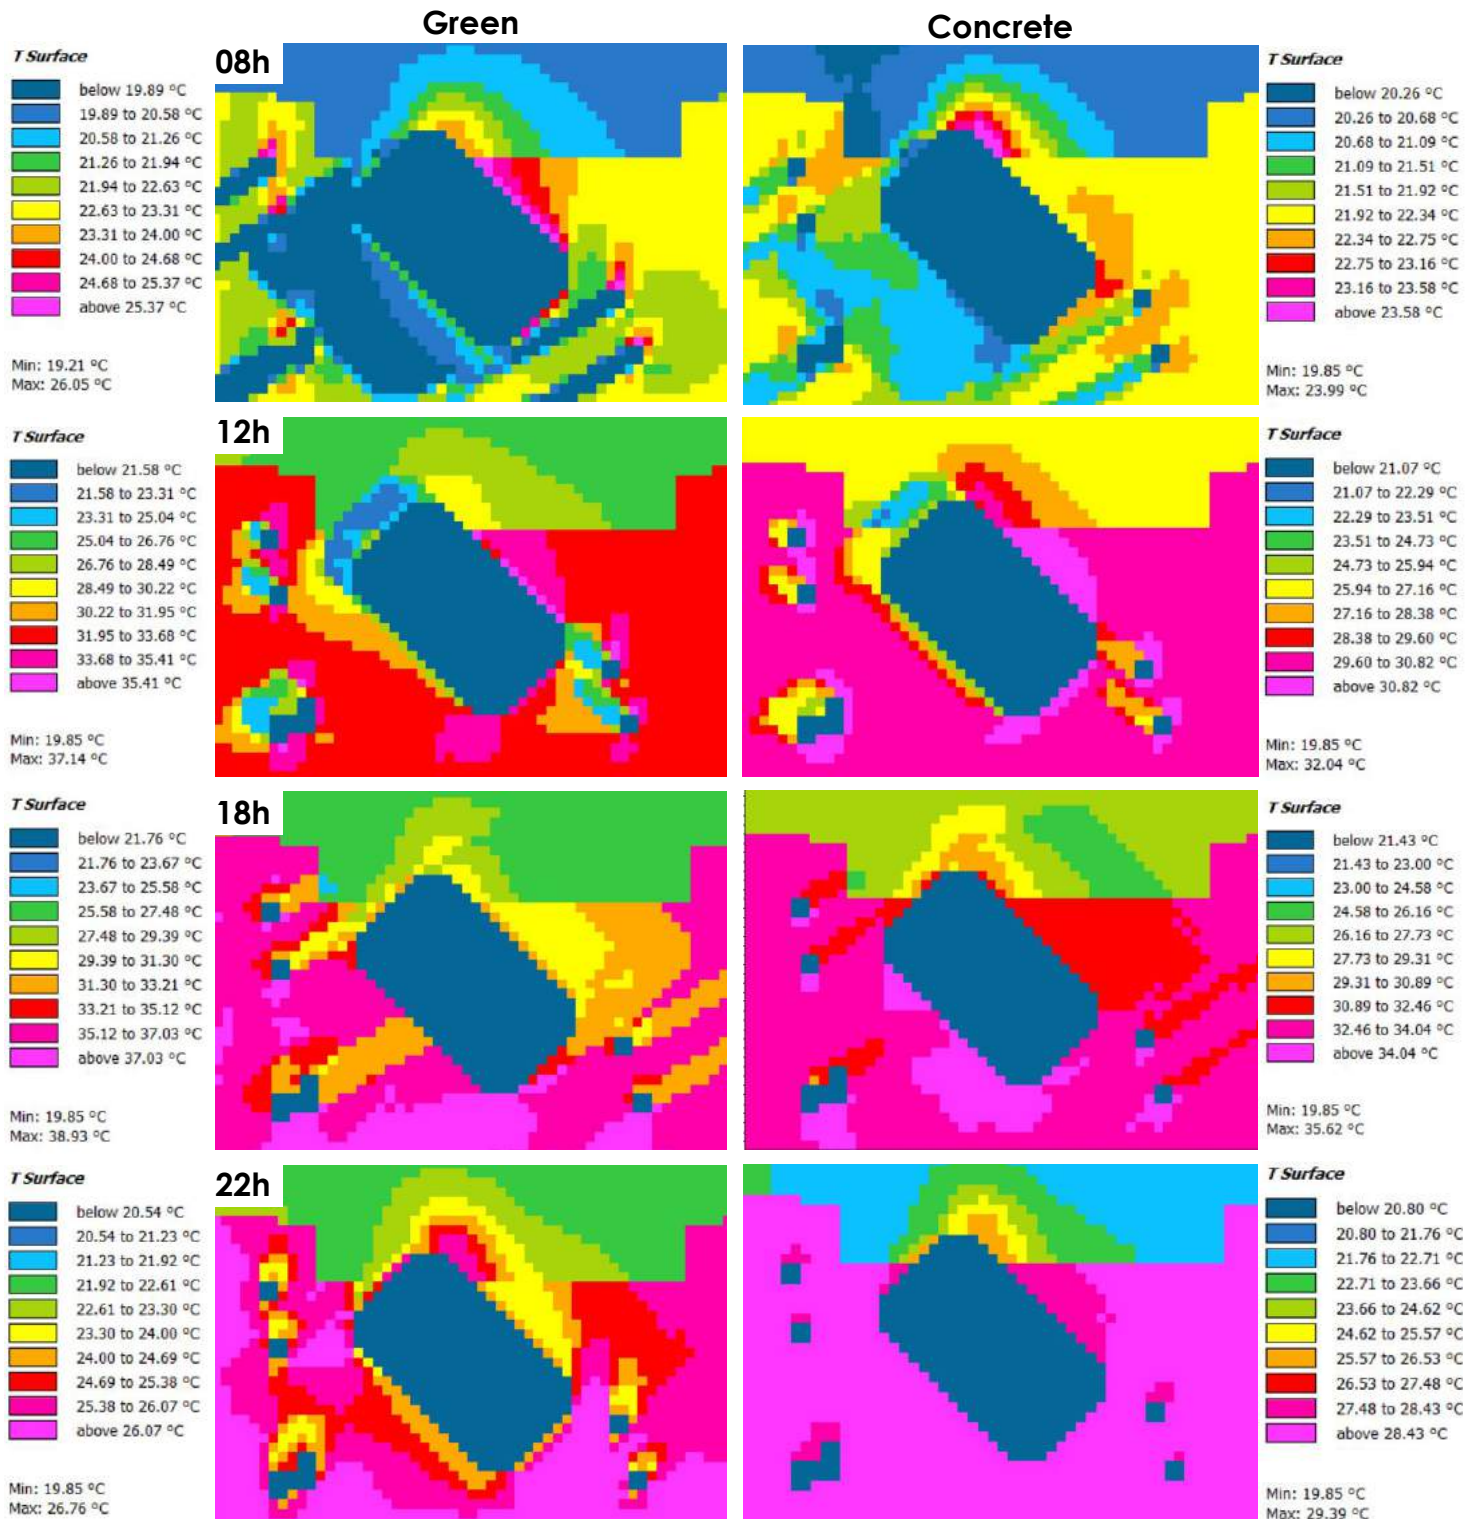 Green
Concrete
08h
T Surface
below 19.89 °C
19.89 to 20.58 °C
20.58 to 21.26 °C
21.26 to 21.94 °C
21.94 to 22.63 °C
22.63 to 23.31 °C
23.31 to 24.00 °C
24.00 to 24.68 °C
24.68 to 25.37 °C
above 25.37 °C
Min: 19.21 °C
Max: 26.05 °C
T Surface
below 20.26 °C
20.26 to 20.68 °C
20.68 to 21.09 °C
21.09 to 21.51 °C
21.51 to 21.92 °C
21.92 to 22.34 °C
22.34 to 22.75 °C
22.75 to 23.16 °C
23.16 to 23.58 °C
above 23.58 °C
Min: 19.85 °C
Max: 23.99 °C
12h
T Surface
below 21.58 °C
21.58 to 23.31 °C
23.31 to 25.04 °C
25.04 to 26.76 °C
26.76 to 28.49 °C
28.49 to 30.22 °C
30.22 to 31.95 °C
31.95 to 33.68 °C
33.68 to 35.41 °C
above 35.41 °C
Min: 19.85 °C
Max: 37.14 °C
T Surface
below 21.07 °C
21.07 to 22.29 °C
22.29 to 23.51 °C
23.51 to 24.73 °C
24.73 to 25.94 °C
25.94 to 27.16 °C
27.16 to 28.38 °C
28.38 to 29.60 °C
29.60 to 30.82 °C
above 30.82 °C
Min: 19.85 °C
Max: 32.04 °C
18h
T Surface
below 21.76 °C
21.76 to 23.67 °C
23.67 to 25.58 °C
25.58 to 27.48 °C
27.48 to 29.39 °C
29.39 to 31.30 °C
31.30 to 33.21 °C
33.21 to 35.12 °C
35.12 to 37.03 °C
above 37.03 °C
Min: 19.85 °C
Max: 38.93 °C
T Surface
below 21.43 °C
21.43 to 23.00 °C
23.00 to 24.58 °C
24.58 to 26.16 °C
26.16 to 27.73 °C
27.73 to 29.31 °C
29.31 to 30.89 °C
30.89 to 32.46 °C
32.46 to 34.04 °C
above 34.04 °C
Min: 19.85 °C
Max: 35.62 °C
22h
T Surface
below 20.54 °C
20.54 to 21.23 °C
21.23 to 21.92 °C
21.92 to 22.61 °C
22.61 to 23.30 °C
23.30 to 24.00 °C
24.00 to 24.69 °C
24.69 to 25.38 °C
25.38 to 26.07 °C
above 26.07 °C
Min: 19.85 °C
Max: 26.76 °C
T Surface
below 20.80 °C
20.80 to 21.76 °C
21.76 to 22.71 °C
22.71 to 23.66 °C
23.66 to 24.62 °C
24.62 to 25.57 °C
25.57 to 26.53 °C
26.53 to 27.48 °C
27.48 to 28.43 °C
above 28.43 °C
Min: 19.85 °C
Max: 29.39 °C